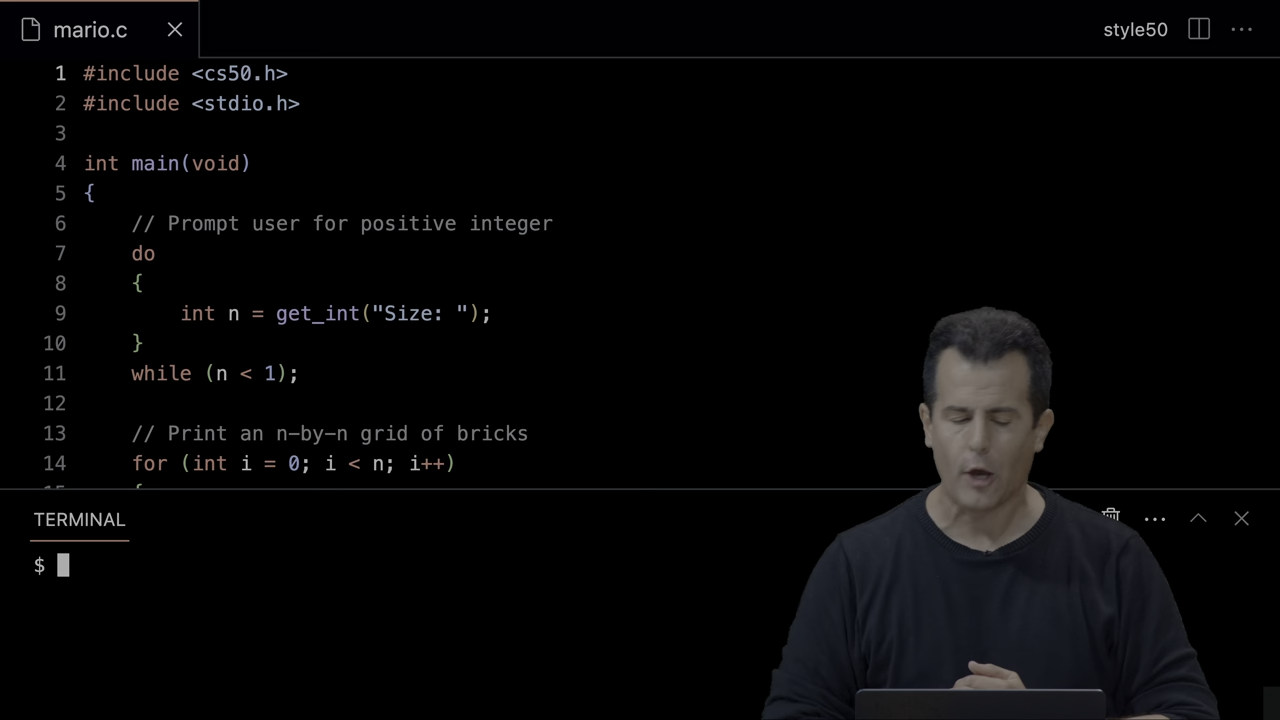 mario.c
style50
1 #include <cs50.h>
2 #include <stdio.h>
3
4 int main(void)
5 {
6     // Prompt user for positive integer
7     do
8     {
9         int n = get_int("Size: ");
10     }
11     while (n < 1);
12
13     // Print an n-by-n grid of bricks
14     for (int i = 0; i < n; i++)
TERMINAL
$